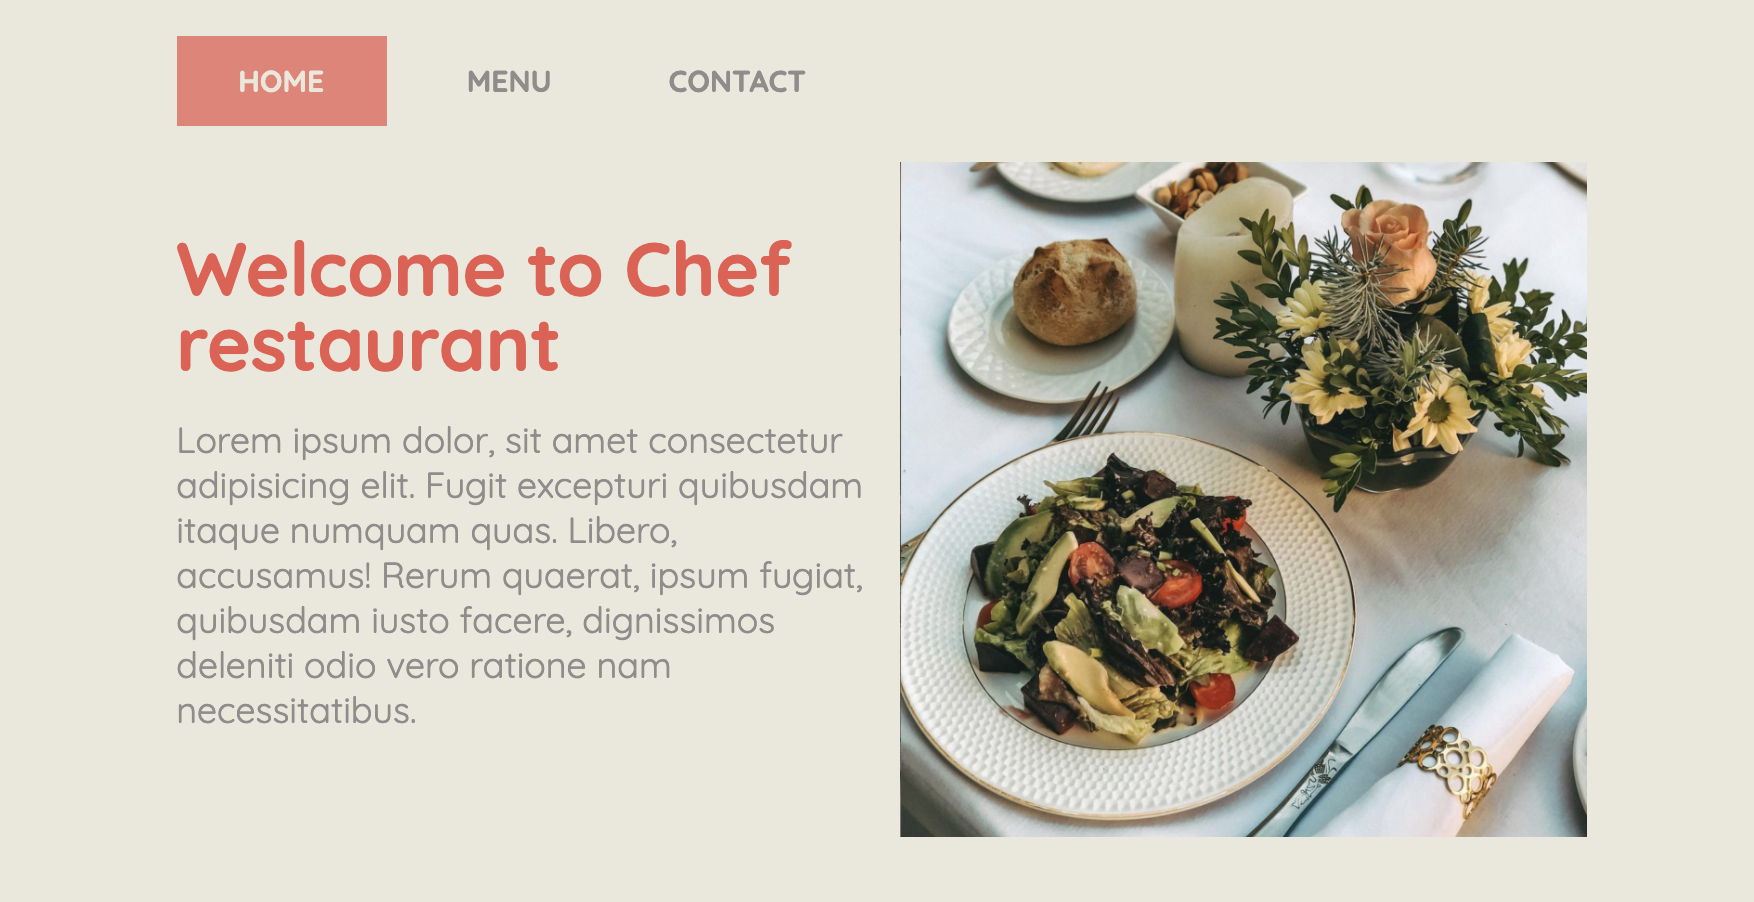 HOME MENU CONTACT
Welcome to Chef
restaurant
Lorem ipsum dolor, sit amet consectetur
adipisicing elit. Fugit excepturi quibusdam
itaque numquam quas. Libero,
accusamus! Rerum quaerat, ipsum fugiat,
quibusdam iusto facere, dignissimos
deleniti odio vero ratione nam
necessitatibus.